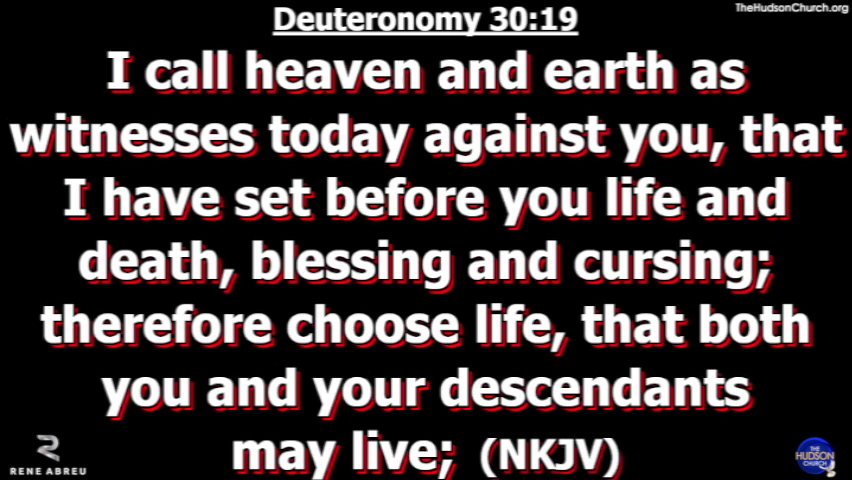 TheHudsonChurch.org
Deuteronomy 30:19
I call heaven and earth as
witnesses today against you, that
I have set before you life and
death, blessing and cursing;
therefore choose life, that both
you and your descendants
may live; (NKJV)
RENE ABREU
THE
HUDSON
CHURCH